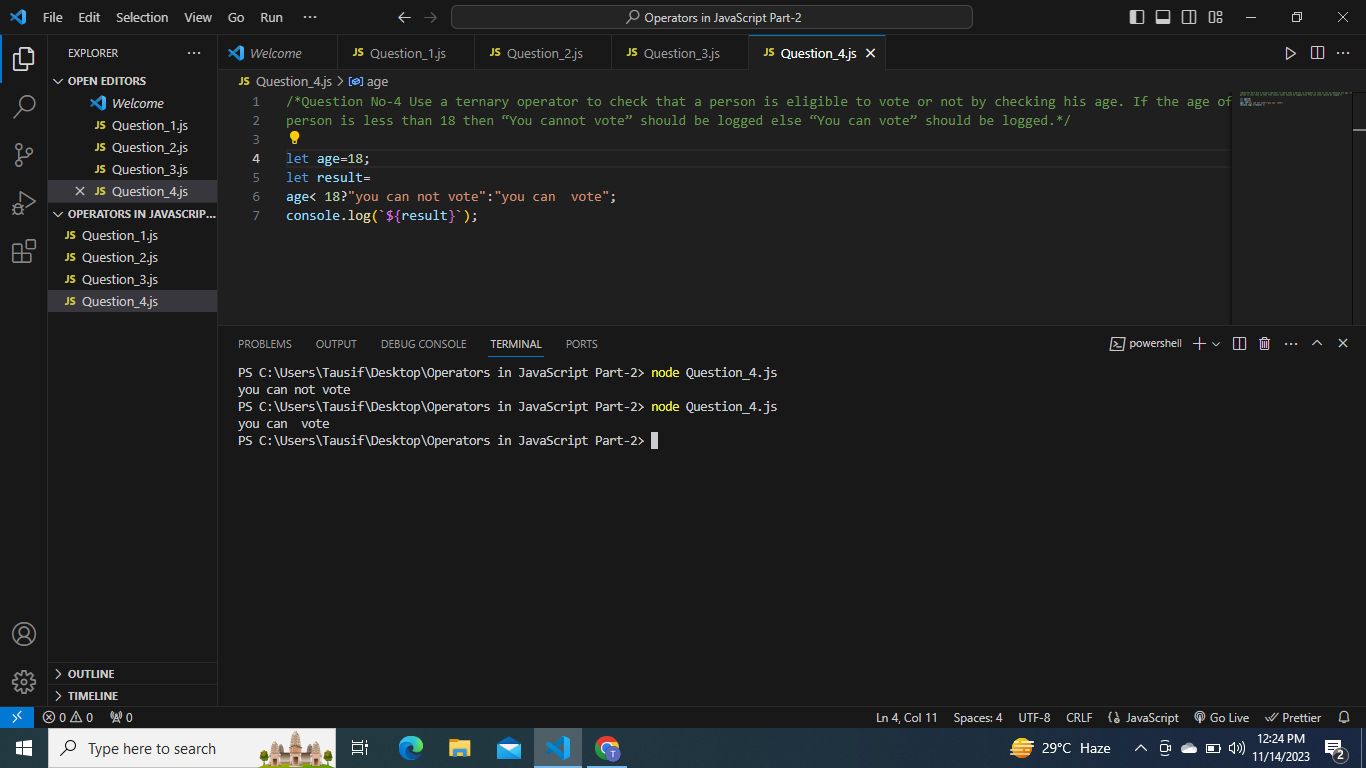 File Edit Selection View Go Run ··· Operators in JavaScript Part-2
EXPLORER ···
OPEN EDITORS
Welcome
JS Question_1.js
JS Question_2.js
JS Question_3.js
JS Question_4.js
OPERATORS IN JAVASCRIP...
JS Question_1.js
JS Question_2.js
JS Question_3.js
JS Question_4.js
OUTLINE
TIMELINE
Welcome JS Question_1.js JS Question_2.js JS Question_3.js JS Question_4.js
JS Question_4.js > age
1 /*Question No-4 Use a ternary operator to check that a person is eligible to vote or not by checking his age. If the age of
2 person is less than 18 then “You cannot vote” should be logged else “You can vote” should be logged.*/
3
4 let age=18;
5 let result=
6 age< 18?"you can not vote":"you can  vote";
7 console.log(`${result}`);
PROBLEMS OUTPUT DEBUG CONSOLE TERMINAL PORTS powershell
PS C:\Users\Tausif\Desktop\Operators in JavaScript Part-2> node Question_4.js
you can not vote
PS C:\Users\Tausif\Desktop\Operators in JavaScript Part-2> node Question_4.js
you can  vote
PS C:\Users\Tausif\Desktop\Operators in JavaScript Part-2>
0 0 0 Ln 4, Col 11 Spaces: 4 UTF-8 CRLF {} JavaScript Go Live Prettier
Type here to search 29°C Haze 12:24 PM
11/14/2023 2